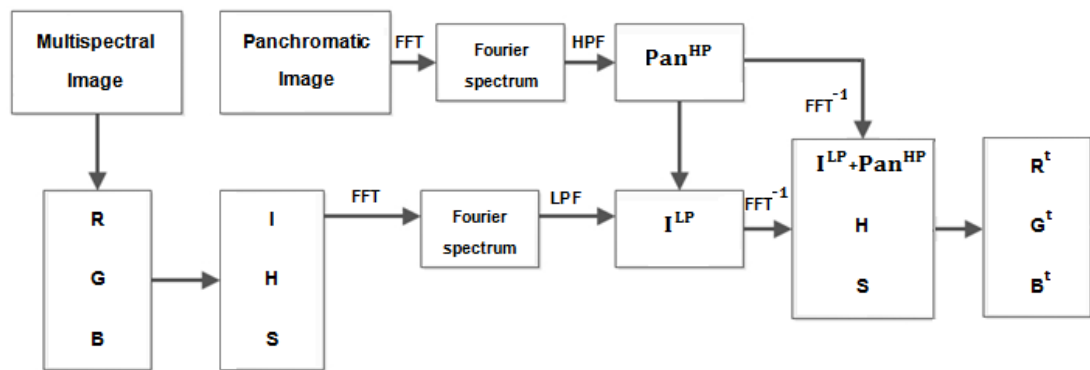 Multispectral
Image
Panchromatic
Image
FFT
Fourier
spectrum
HPF
Pan^HP
FFT^-1
R
G
B
I
H
S
FFT
Fourier
spectrum
LPF
I^LP
FFT^-1
I^LP+Pan^HP
H
S
R^t
G^t
B^t